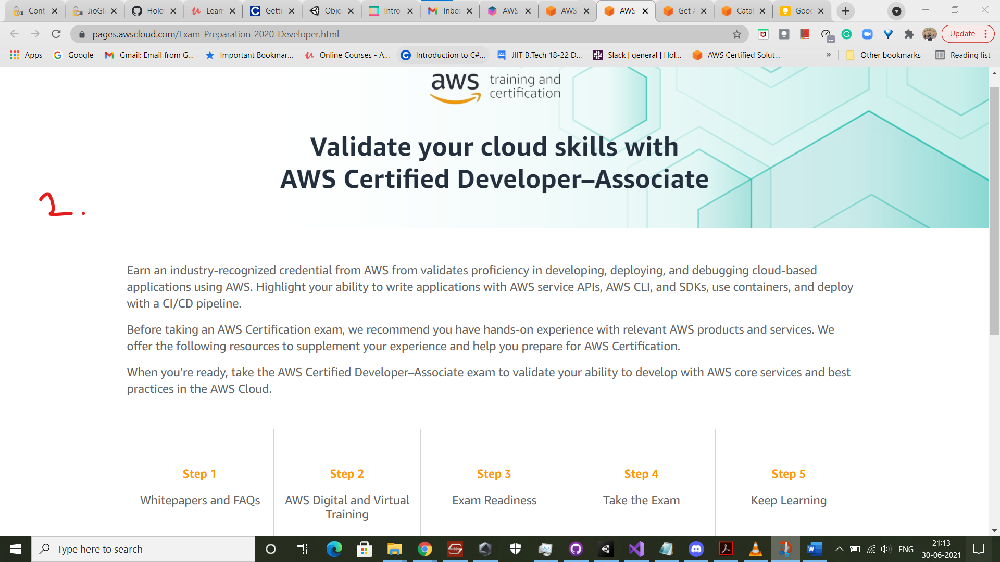 Cont
JioGl
Holo
Learn
Getti
Obje
Intro
Inbo
AWS
AWS
AWS
Get A
Catal
Goog
pages.awscloud.com/Exam_Preparation_2020_Developer.html
Update
Apps
Google
Gmail: Email from G...
Important Bookmar...
Online Courses - A...
Introduction to C#...
JIIT B.Tech 18-22 D...
Slack | general | Hol...
AWS Certified Solut...
»
Other bookmarks
Reading list
aws training and
certification
Validate your cloud skills with
AWS Certified Developer–Associate
2.
Earn an industry-recognized credential from AWS from validates proficiency in developing, deploying, and debugging cloud-based
applications using AWS. Highlight your ability to write applications with AWS service APIs, AWS CLI, and SDKs, use containers, and deploy
with a CI/CD pipeline.
Before taking an AWS Certification exam, we recommend you have hands-on experience with relevant AWS products and services. We
offer the following resources to supplement your experience and help you prepare for AWS Certification.
When you’re ready, take the AWS Certified Developer–Associate exam to validate your ability to develop with AWS core services and best
practices in the AWS Cloud.
Step 1
Whitepapers and FAQs
Step 2
AWS Digital and Virtual
Training
Step 3
Exam Readiness
Step 4
Take the Exam
Step 5
Keep Learning
Type here to search
ENG
21:13
30-06-2021